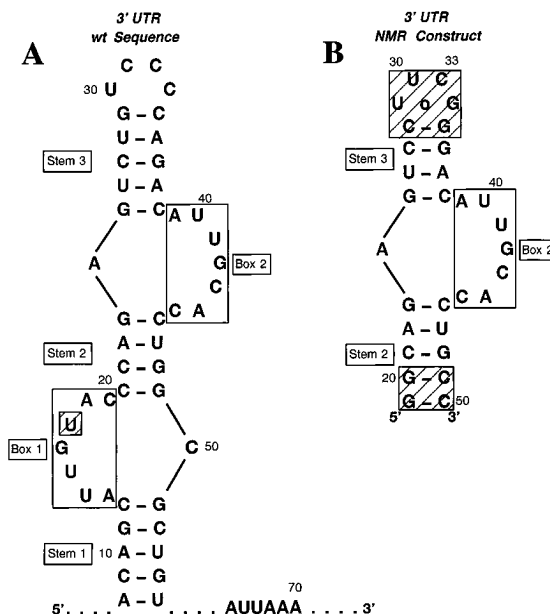 A
3' UTR
wt Sequence
C C
30 U C
G – C
U – A
Stem 3 C – G
U – A
G – C A U 40
U
A G Box 2
C
G – C C A
A – U
Stem 2 C – G
20 C – G
U A C
Box 1 G C 50
U
U A
C – G
G – C
Stem 1 10 A – U
C – G
A – U
5' . . . . . . . . AUUAAA . . . . 3'
70
B
3' UTR
NMR Construct
30 33
U C
U o G
C – G
C – G
Stem 3 U – A
G – C A U 40
U
A G Box 2
C
G – C C A
A – U
Stem 2 C – G
20 G – C
G – C 50
5' 3'